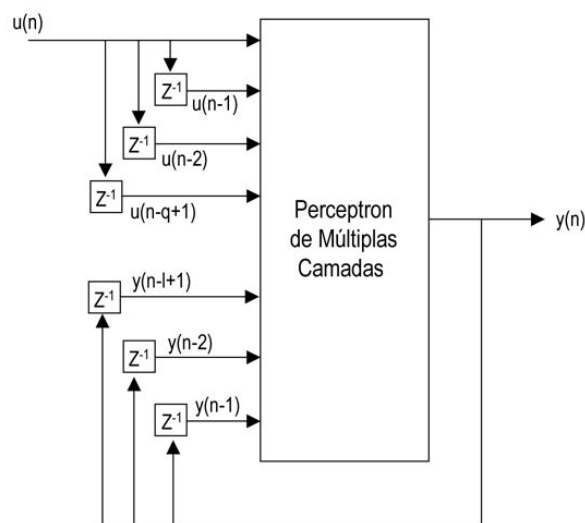 u(n)
Z-1
u(n-1)
Z-1
u(n-2)
Z-1
u(n-q+1)
Perceptron
de Múltiplas
Camadas
y(n)
Z-1
y(n-l+1)
Z-1
y(n-2)
Z-1
y(n-1)